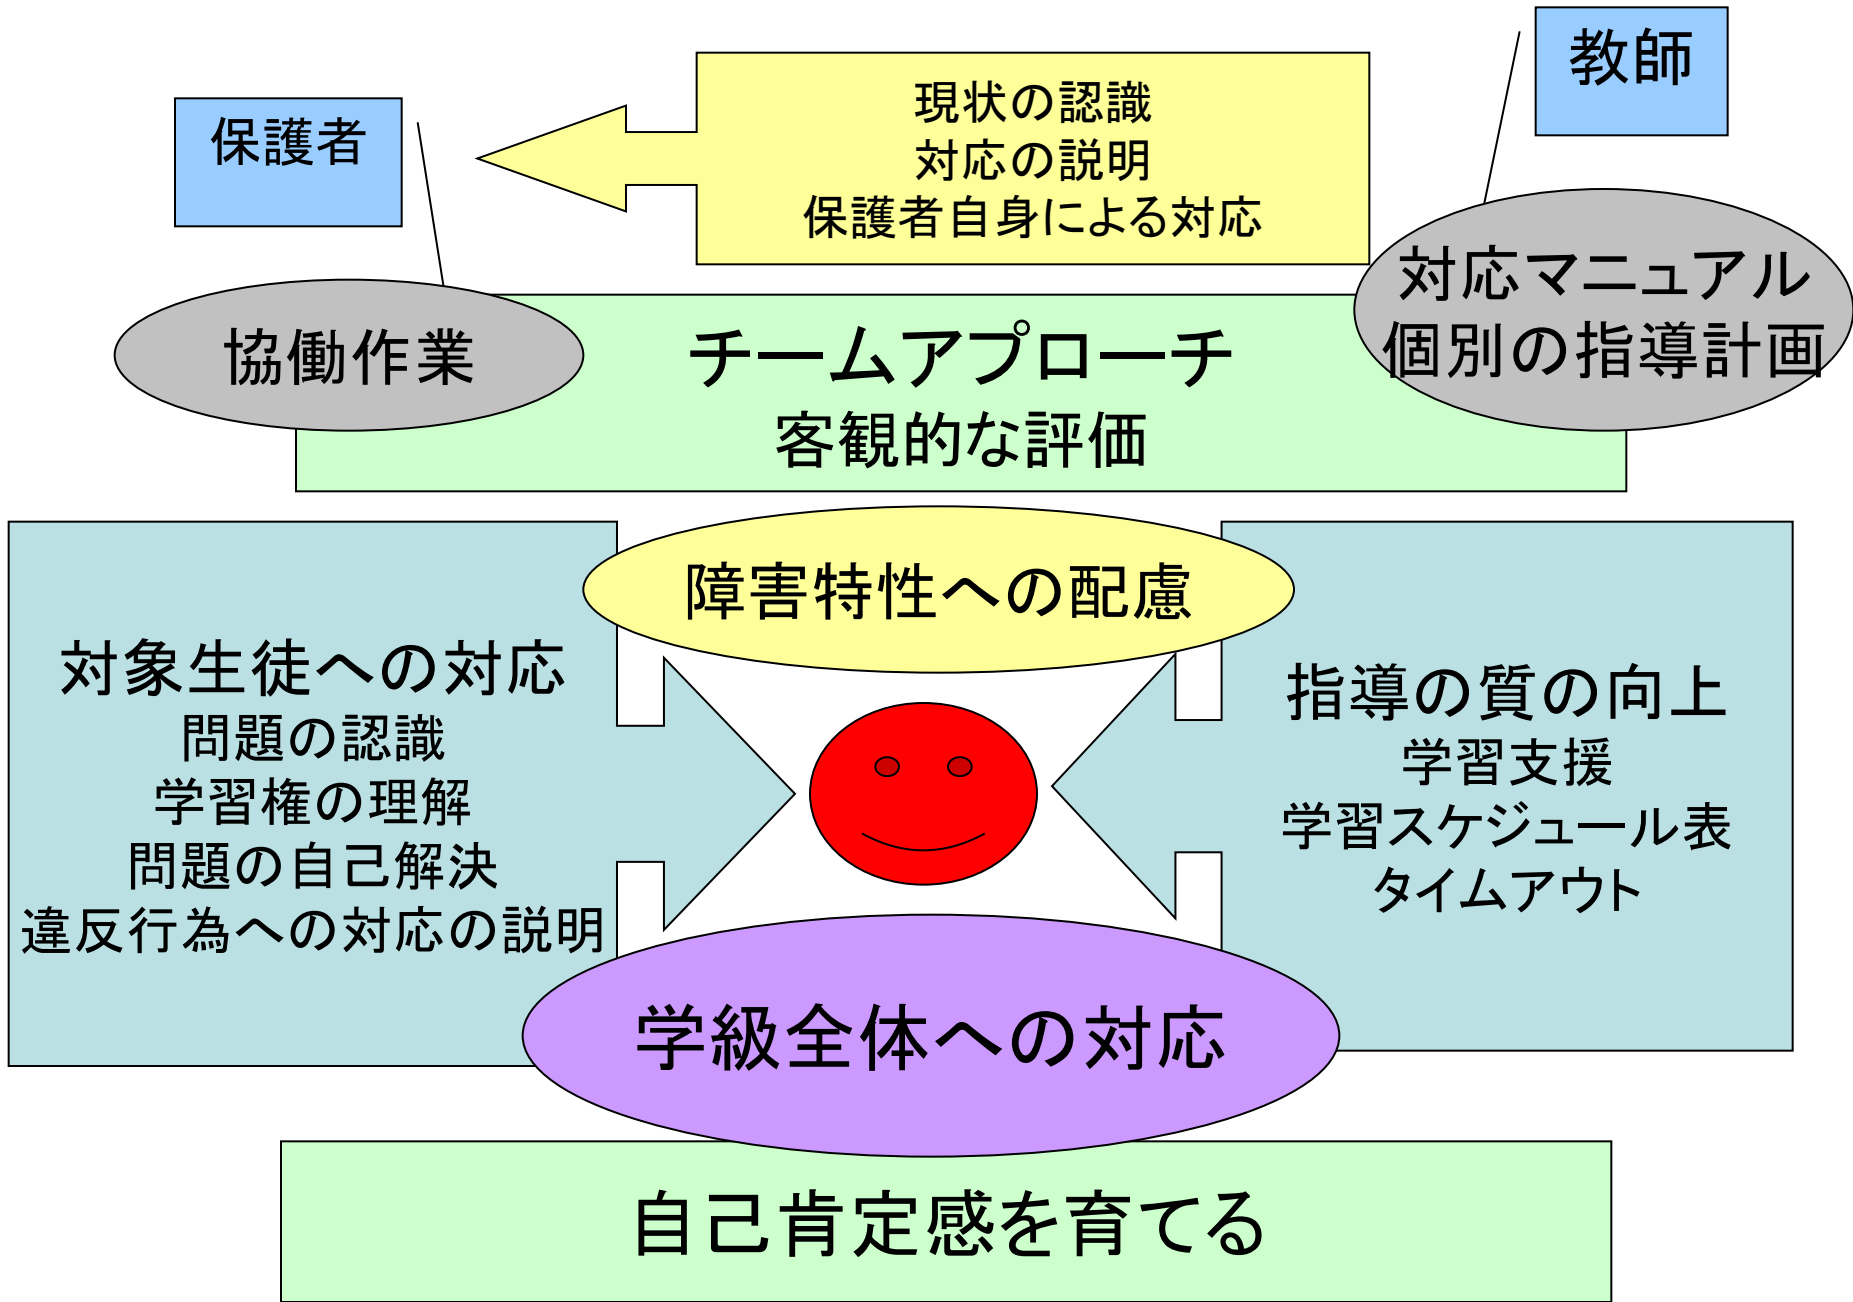 教師
保護者
現状の認識
対応の説明
保護者自身による対応
対応マニュアル
個別の指導計画
協働作業
チームアプローチ
客観的な評価
障害特性への配慮
対象生徒への対応
問題の認識
学習権の理解
問題の自己解決
違反行為への対応の説明
指導の質の向上
学習支援
学習スケジュール表
タイムアウト
学級全体への対応
自己肯定感を育てる